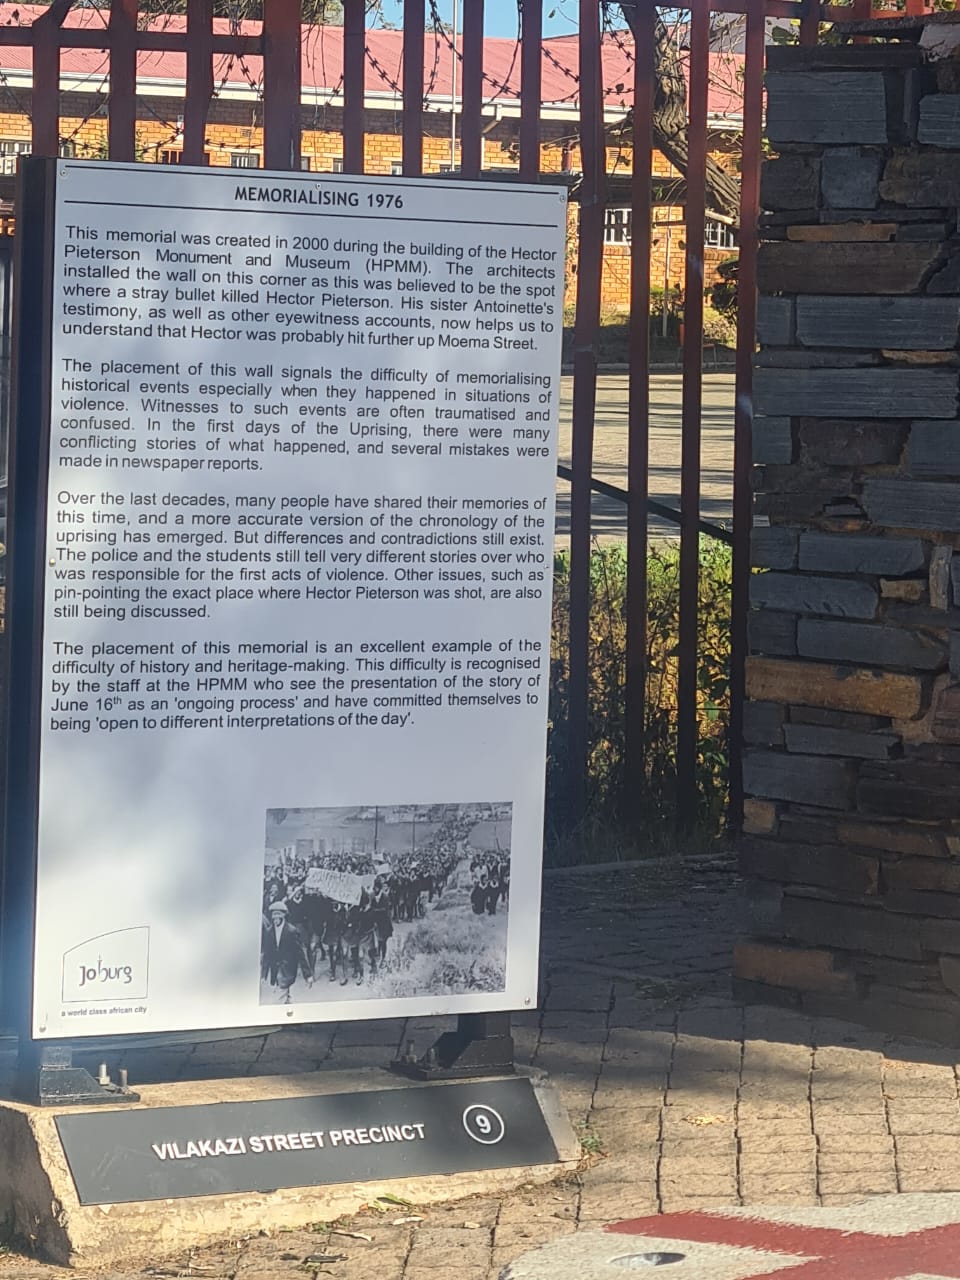 MEMORIALISING 1976
This memorial was created in 2000 during the building of the Hector
Pieterson Monument and Museum (HPMM). The architects
installed the wall on this corner as this was believed to be the spot
where a stray bullet killed Hector Pieterson. His sister Antoinette's
testimony, as well as other eyewitness accounts, now helps us to
understand that Hector was probably hit further up Moema Street.
The placement of this wall signals the difficulty of memorialising
historical events especially when they happened in situations of
violence. Witnesses to such events are often traumatised and
confused. In the first days of the Uprising, there were many
conflicting stories of what happened, and several mistakes were
made in newspaper reports.
Over the last decades, many people have shared their memories of
this time, and a more accurate version of the chronology of the
uprising has emerged. But differences and contradictions still exist.
The police and the students still tell very different stories over who
was responsible for the first acts of violence. Other issues, such as
pin-pointing the exact place where Hector Pieterson was shot, are also
still being discussed.
The placement of this memorial is an excellent example of the
difficulty of history and heritage-making. This difficulty is recognised
by the staff at the HPMM who see the presentation of the story of
June 16th as an 'ongoing process' and have committed themselves to
being 'open to different interpretations of the day'.
Joburg
a world class african city
VILAKAZI STREET PRECINCT 9